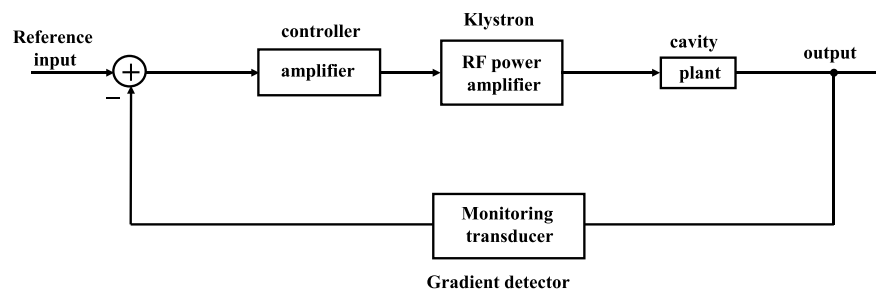 Reference
input
+
−
controller
amplifier
Klystron
RF power
amplifier
cavity
plant
output
Monitoring
transducer
Gradient detector